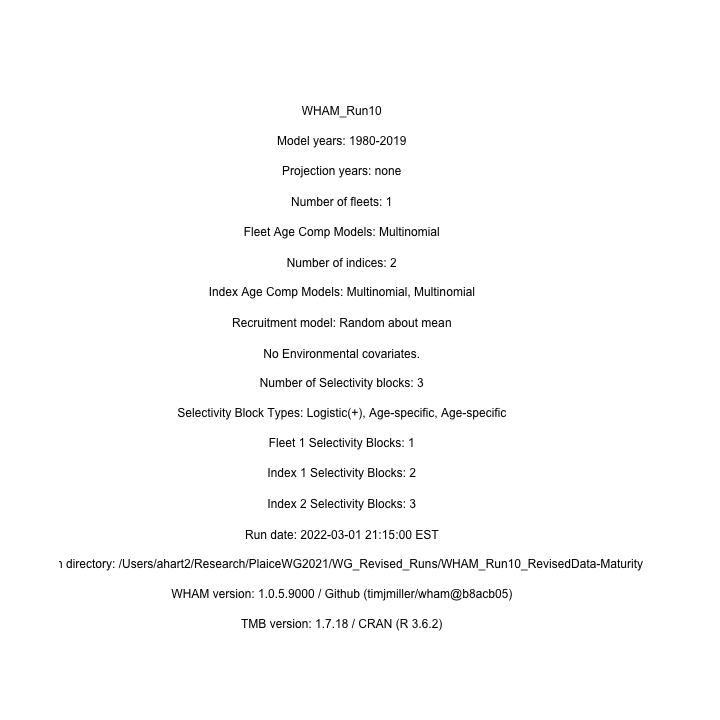 WHAM_Run10
Model years: 1980-2019
Projection years: none
Number of fleets: 1
Fleet Age Comp Models: Multinomial
Number of indices: 2
Index Age Comp Models: Multinomial, Multinomial
Recruitment model: Random about mean
No Environmental covariates.
Number of Selectivity blocks: 3
Selectivity Block Types: Logistic(+), Age-specific, Age-specific
Fleet 1 Selectivity Blocks: 1
Index 1 Selectivity Blocks: 2
Index 2 Selectivity Blocks: 3
Run date: 2022-03-01 21:15:00 EST
directory: /Users/ahart2/Research/PlaiceWG2021/WG_Revised_Runs/WHAM_Run10_RevisedData-Maturity
WHAM version: 1.0.5.9000 / Github (timjmiller/wham@b8acb05)
TMB version: 1.7.18 / CRAN (R 3.6.2)